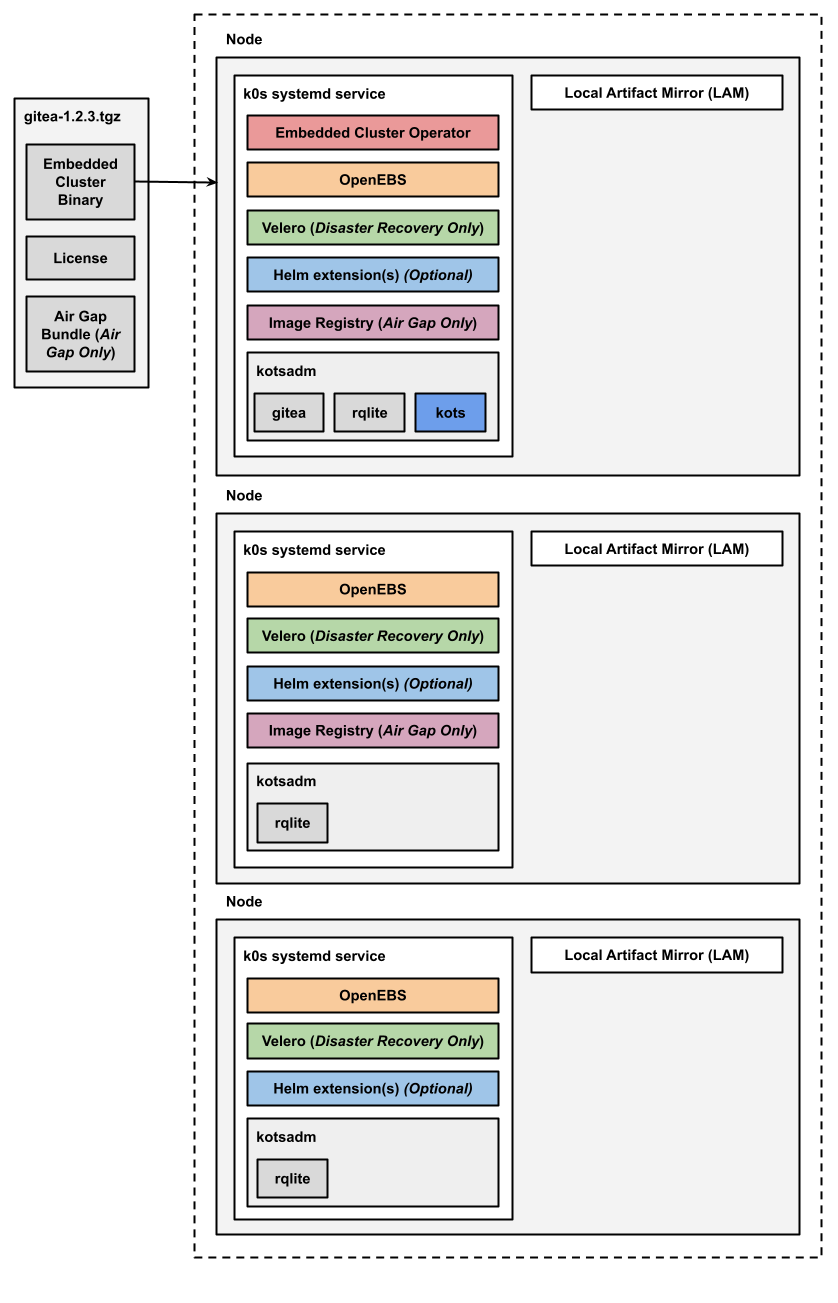 gitea-1.2.3.tgz
Embedded
Cluster
Binary
License
Air Gap
Bundle (Air
Gap Only)
Node
k0s systemd service
Embedded Cluster Operator
OpenEBS
Velero (Disaster Recovery Only)
Helm extension(s) (Optional)
Image Registry (Air Gap Only)
kotsadm
gitea
rqlite
kots
Local Artifact Mirror (LAM)
Node
k0s systemd service
OpenEBS
Velero (Disaster Recovery Only)
Helm extension(s) (Optional)
Image Registry (Air Gap Only)
kotsadm
rqlite
Local Artifact Mirror (LAM)
Node
k0s systemd service
OpenEBS
Velero (Disaster Recovery Only)
Helm extension(s) (Optional)
kotsadm
rqlite
Local Artifact Mirror (LAM)